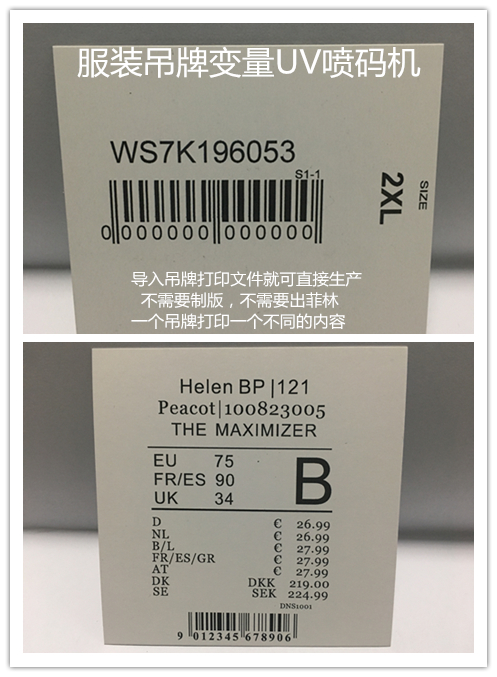 服装吊牌变量UV喷码机
WS7K196053
S1-1
0 000000 000000
SIZE
2XL
导入吊牌打印文件就可直接生产
不需要制版，不需要出菲林
一个吊牌打印一个不同的内容
Helen BP|121
Peacot|100823005
THE MAXIMIZER
EU 75
FR/ES 90
UK 34
B
D € 26.99
NL € 26.99
B/L € 27.99
FR/ES/GR € 27.99
AT € 27.99
DK DKK 219.00
SE SEK 224.99
DNS1001
9 012345 678906